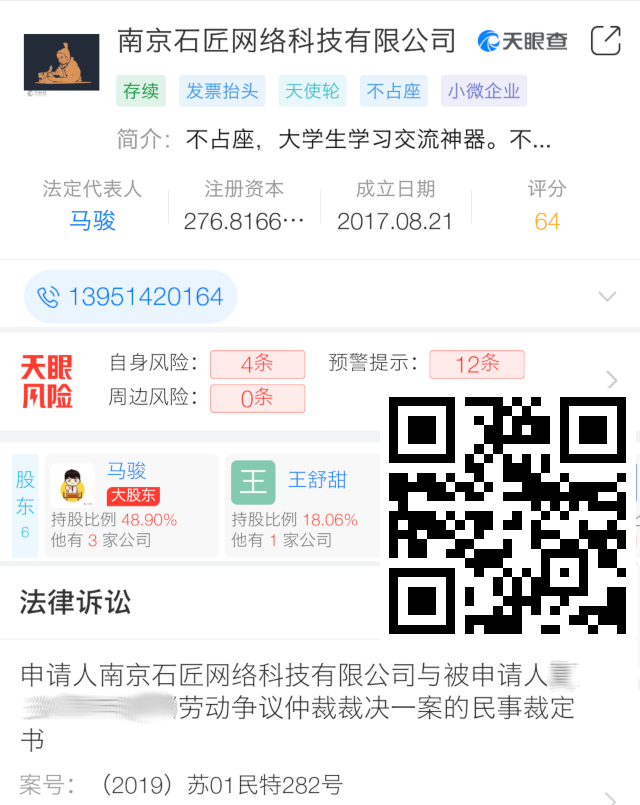 南京石匠网络科技有限公司 天眼查
存续 发票抬头 天使轮 不占座 小微企业
简介： 不占座，大学生学习交流神器。不...
法定代表人 注册资本 成立日期 评分
马骏 276.8166··· 2017.08.21 64
13951420164
天眼风险
自身风险： 4条 预警提示： 12条
周边风险： 0条
股东 6
马骏
大股东
持股比例 48.90%
他有 3 家公司
王 王舒甜
持股比例 18.06%
他有 1 家公司
法律诉讼
申请人南京石匠网络科技有限公司与被申请人
劳动争议仲裁裁决一案的民事裁定
书
案号： （2019）苏01民特282号